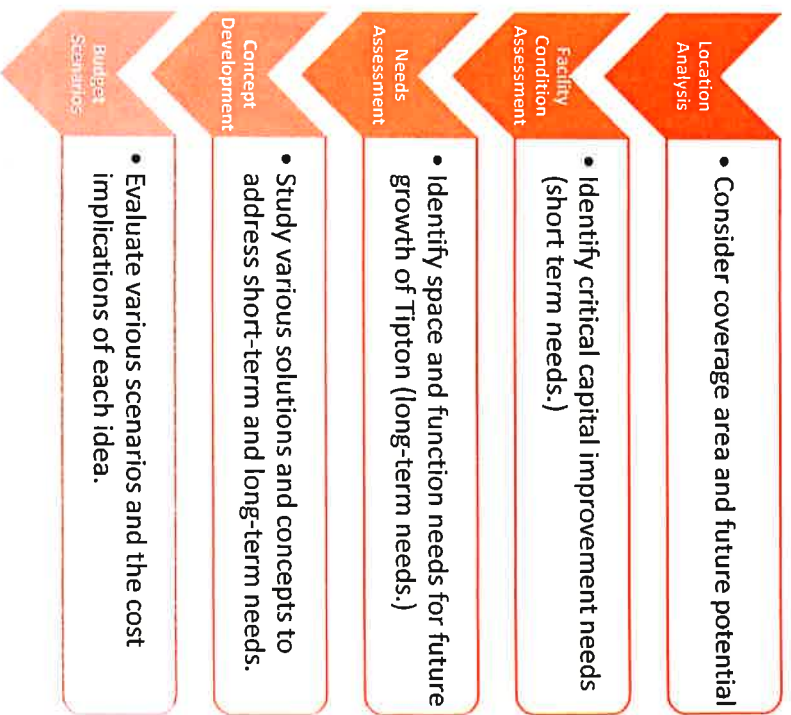 Location
Analysis
• Consider coverage area and future potential
Facility
Condition
Assessment
• Identify critical capital improvement needs
(short term needs.)
Needs
Assessment
• Identify space and function needs for future
growth of Tipton (long-term needs.)
Concept
Development
• Study various solutions and concepts to
address short-term and long-term needs.
Budget
Scenarios
• Evaluate various scenarios and the cost
implications of each idea.